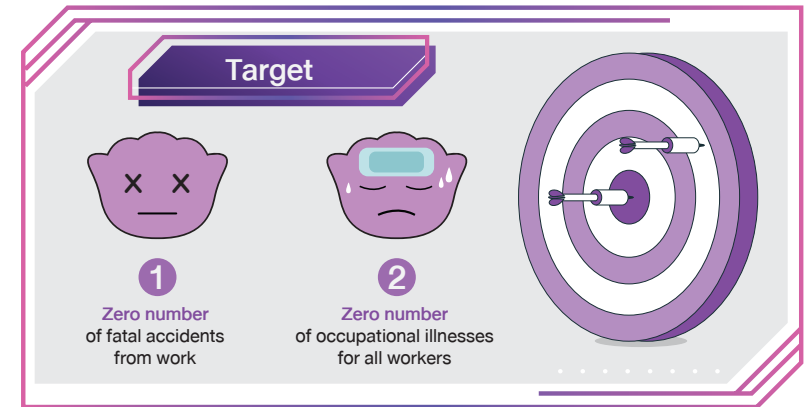 Target
1
Zero number
of fatal accidents
from work
2
Zero number
of occupational illnesses
for all workers